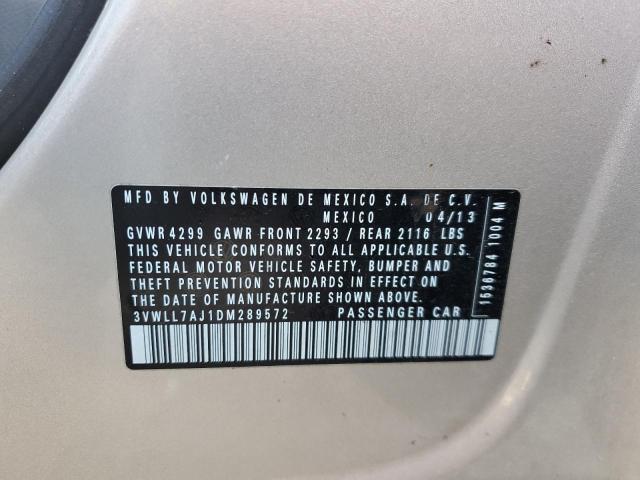 MFD BY VOLKSWAGEN DE MEXICO S.A. DE C.V.
MEXICO 04/13
GVWR 4299 GAWR FRONT 2293 / REAR 2116 LBS
THIS VEHICLE CONFORMS TO ALL APPLICABLE U.S.
FEDERAL MOTOR VEHICLE SAFETY, BUMPER AND
THEFT PREVENTION STANDARDS IN EFFECT ON
THE DATE OF MANUFACTURE SHOWN ABOVE.
3VWLL7AJ1DM289572 PASSENGER CAR
1536784 1004 M